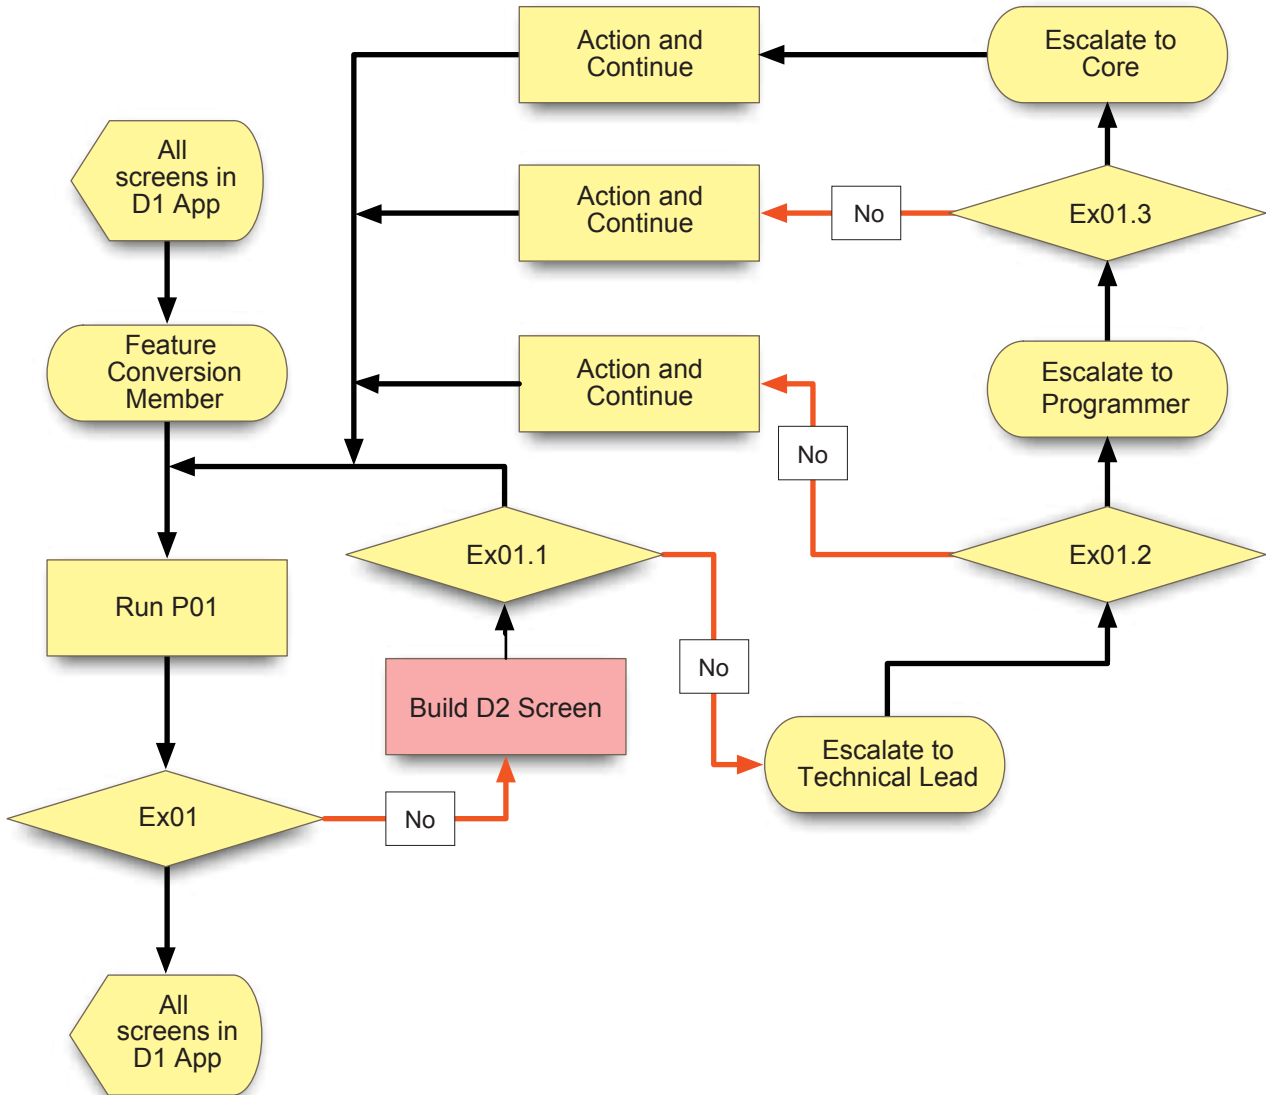 Action and
Continue
Escalate to
Core
All
screens in
D1 App
Action and
Continue
No
Ex01.3
Feature
Conversion
Member
Action and
Continue
Escalate to
Programmer
No
Ex01.1
Ex01.2
Run P01
No
Build D2 Screen
Escalate to
Technical Lead
Ex01
No
All
screens in
D1 App